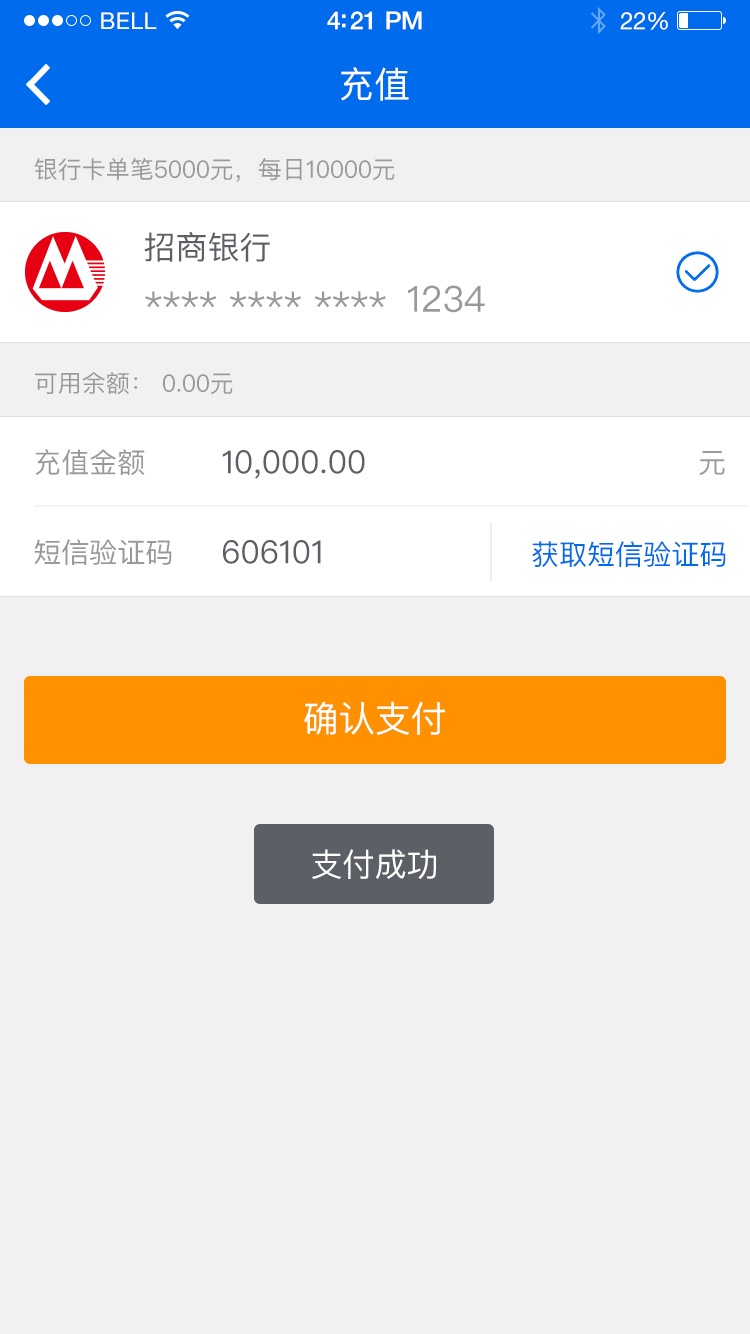 BELL 4:21 PM 22%
充值
银行卡单笔5000元，每日10000元
招商银行
**** **** **** 1234
可用余额： 0.00元
充值金额 10,000.00 元
短信验证码 606101 获取短信验证码
确认支付
支付成功